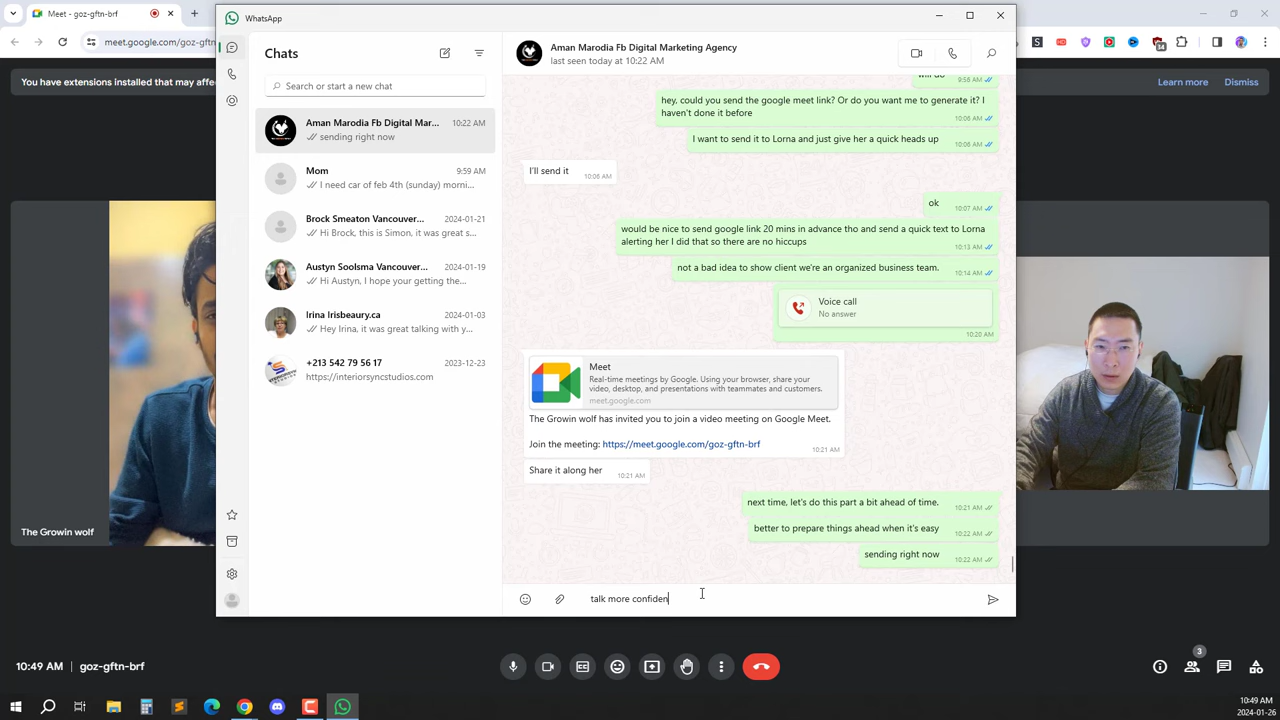 Meet - goz-gftn-brf
meet.google.com/goz-gftn
You have extensions installed that may affe
Learn more
Dismiss
WhatsApp
Chats
Search or start a new chat
Aman Marodia Fb Digital Mar...
10:22 AM
sending right now
Mom
9:59 AM
I need car of feb 4th (sunday) morni...
Brock Smeaton Vancouver...
2024-01-21
Hi Brock, this is Simon, it was great s...
Austyn Soolsma Vancouver...
2024-01-19
Hi Austyn, I hope your getting the...
Irina Irisbeaury.ca
2024-01-03
Hey Irina, it was great talking with y...
+213 542 79 56 17
2023-12-23
https://interiorsyncstudios.com
Aman Marodia Fb Digital Marketing Agency
last seen today at 10:22 AM
will do
9:56 AM
hey, could you send the google meet link? Or do you want me to generate it? I
haven't done it before
10:06 AM
I want to send it to Lorna and just give her a quick heads up
10:06 AM
I'll send it
10:06 AM
ok
10:07 AM
would be nice to send google link 20 mins in advance tho and send a quick text to Lorna
alerting her I did that so there are no hiccups
10:13 AM
not a bad idea to show client we're an organized business team.
10:14 AM
Voice call
No answer
10:20 AM
Meet
Real-time meetings by Google. Using your browser, share your
video, desktop, and presentations with teammates and customers.
meet.google.com
The Growin wolf has invited you to join a video meeting on Google Meet.
Join the meeting: https://meet.google.com/goz-gftn-brf
10:21 AM
Share it along her
10:21 AM
next time, let's do this part a bit ahead of time.
10:21 AM
better to prepare things ahead when it's easy
10:22 AM
sending right now
10:22 AM
talk more confiden
The Growin wolf
10:49 AM | goz-gftn-brf
3
10:49 AM
2024-01-26